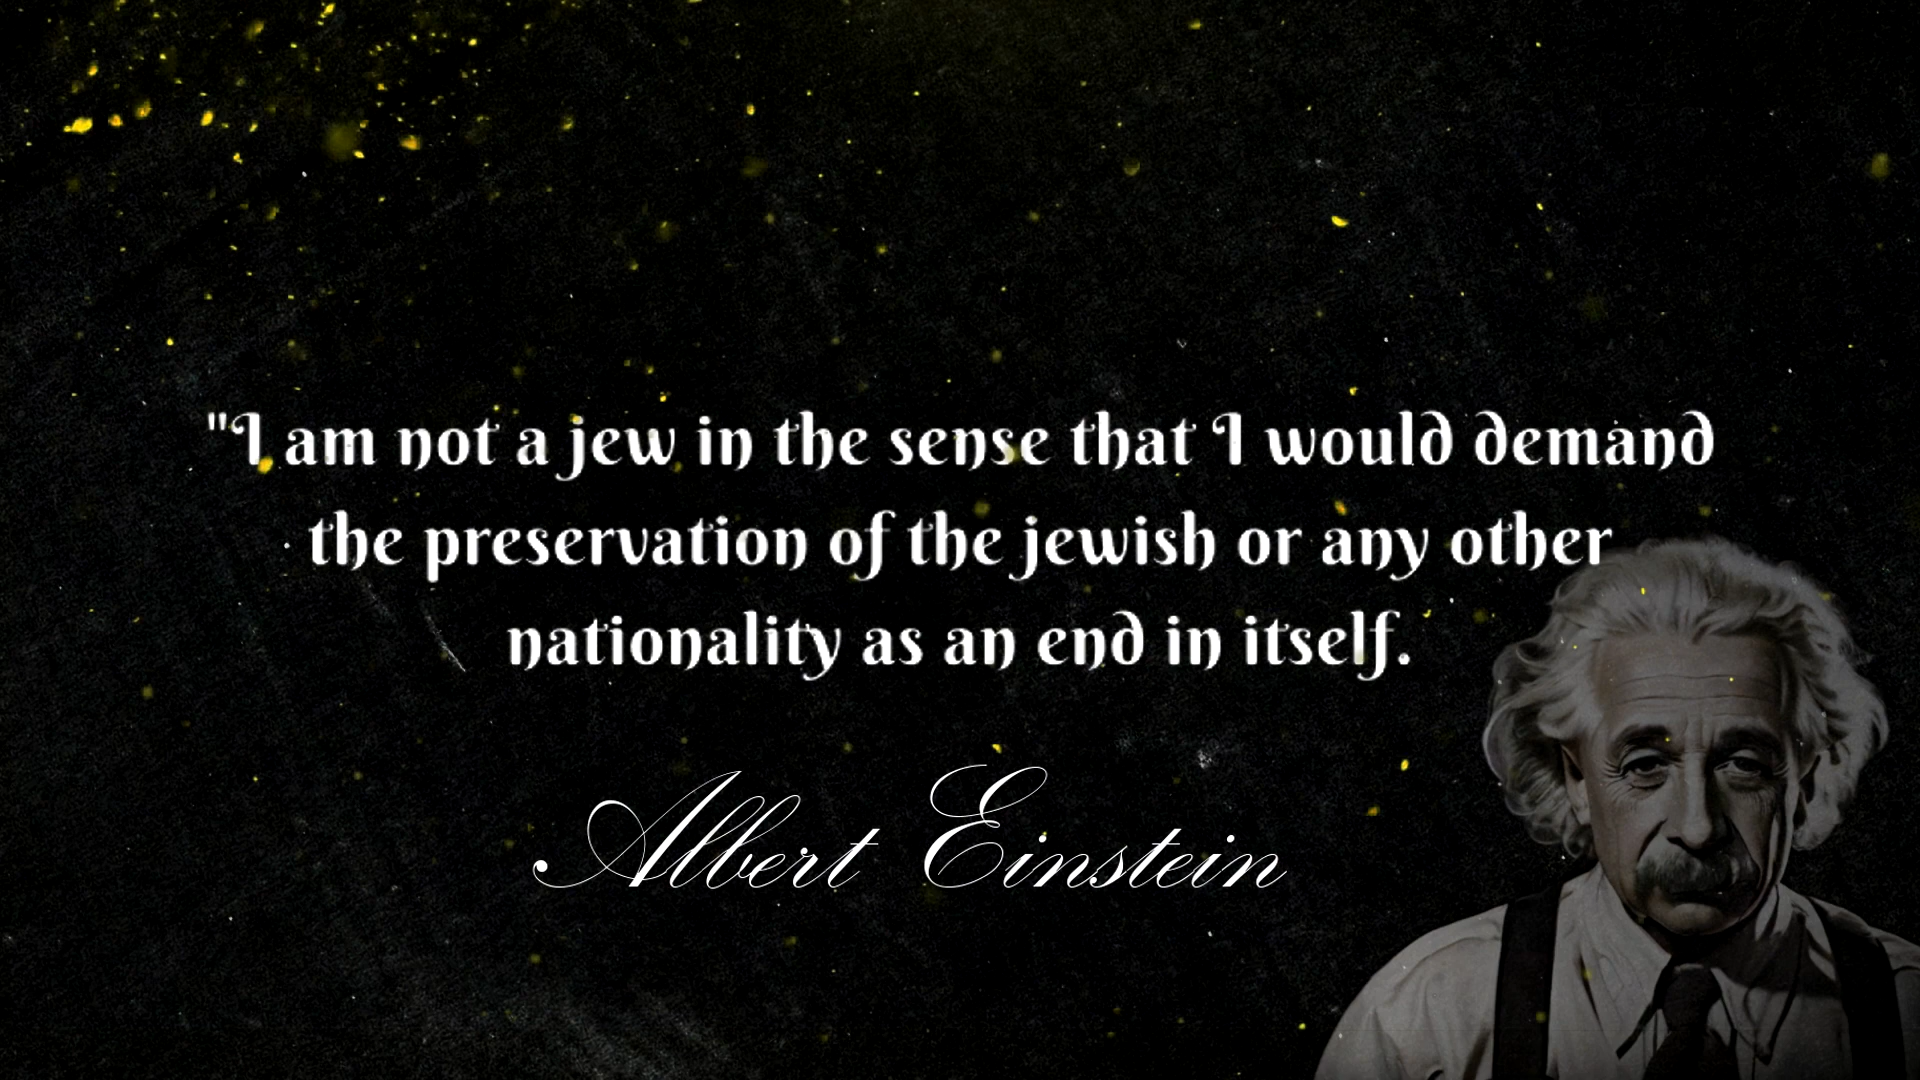 "I am not a jew in the sense that I would demand
the preservation of the jewish or any other
nationality as an end in itself.
Albert Einstein